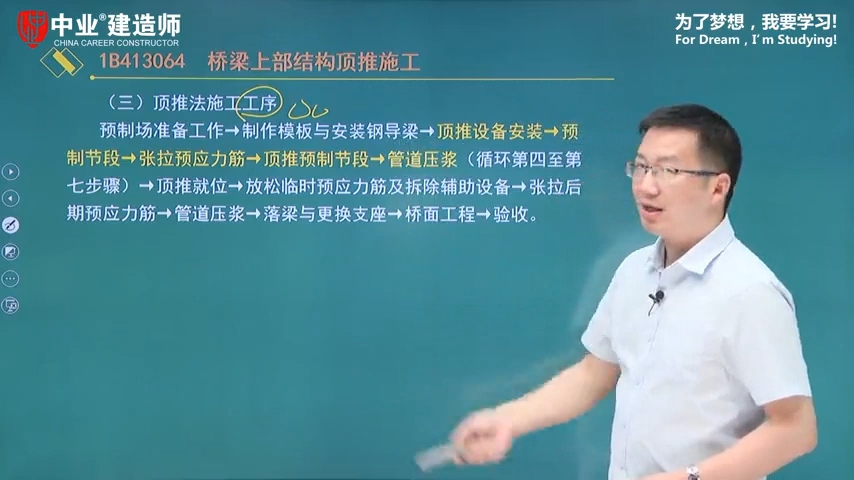 中业®建造师
CHINA CAREER CONSTRUCTOR
为了梦想，我要学习!
For Dream , I'm Studying!
1B413064 桥梁上部结构顶推施工
（三）顶推法施工工序
预制场准备工作→制作模板与安装钢导梁→顶推设备安装→预
制节段→张拉预应力筋→顶推预制节段→管道压浆（循环第四至第
七步骤）→顶推就位→放松临时预应力筋及拆除辅助设备→张拉后
期预应力筋→管道压浆→落梁与更换支座→桥面工程→验收。